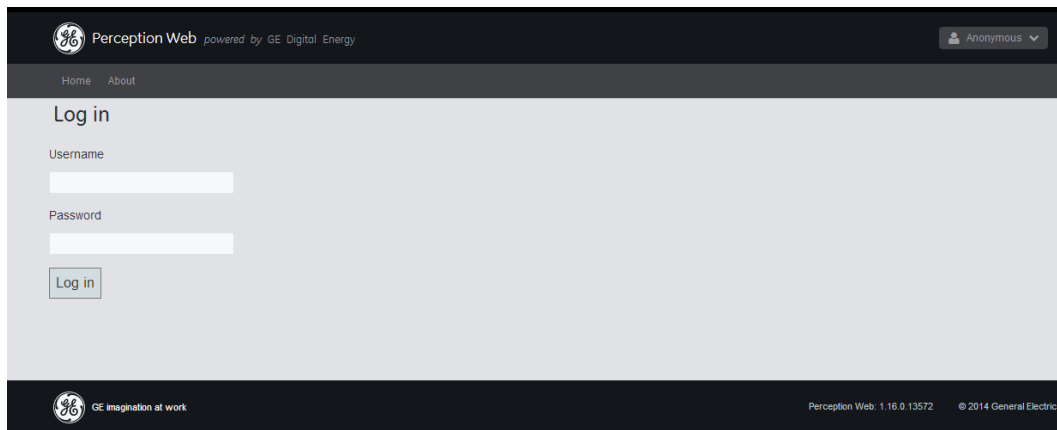 Perception Web powered by GE Digital Energy
Anonymous
Home About
Log in
Username
Password
Log in
GE imagination at work
Perception Web: 1.16.0.13572 © 2014 General Electric